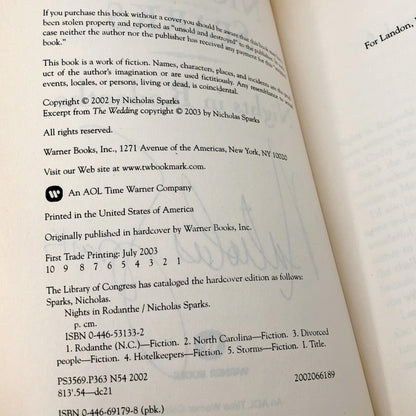 If you purchase this book without a cover you should be aware that this book may have
been stolen property and reported as "unsold and destroyed" to the publisher. In such
case neither the author nor the publisher has received any payment for this "stripped
book."
This book is a work of fiction. Names, characters, places, and incidents are the prod-
uct of the author's imagination or are used fictitiously. Any resemblance to actual
events, locales, or persons, living or dead, is coincidental.
Copyright © 2002 by Nicholas Sparks
Excerpt from The Wedding copyright © 2003 by Nicholas Sparks
All rights reserved.
Warner Books, Inc., 1271 Avenue of the Americas, New York, NY 10020
Visit our Web site at www.twbookmark.com.
An AOL Time Warner Company
Printed in the United States of America
Originally published in hardcover by Warner Books, Inc.
First Trade Printing: July 2003
10 9 8 7 6 5 4 3 2 1
The Library of Congress has cataloged the hardcover edition as follows:
Sparks, Nicholas.
Nights in Rodanthe / Nicholas Sparks.
p. cm.
ISBN 0-446-53133-2
1. Rodanthe (N.C.)—Fiction. 2. North Carolina—Fiction. 3. Divorced
people—Fiction. 4. Hotelkeepers—Fiction. 5. Storms—Fiction. I. Title.
PS3569.P363 N54 2002
813'.54—dc21 2002066189
ISBN 0-446-69179-8 (pbk.)
For Landon,